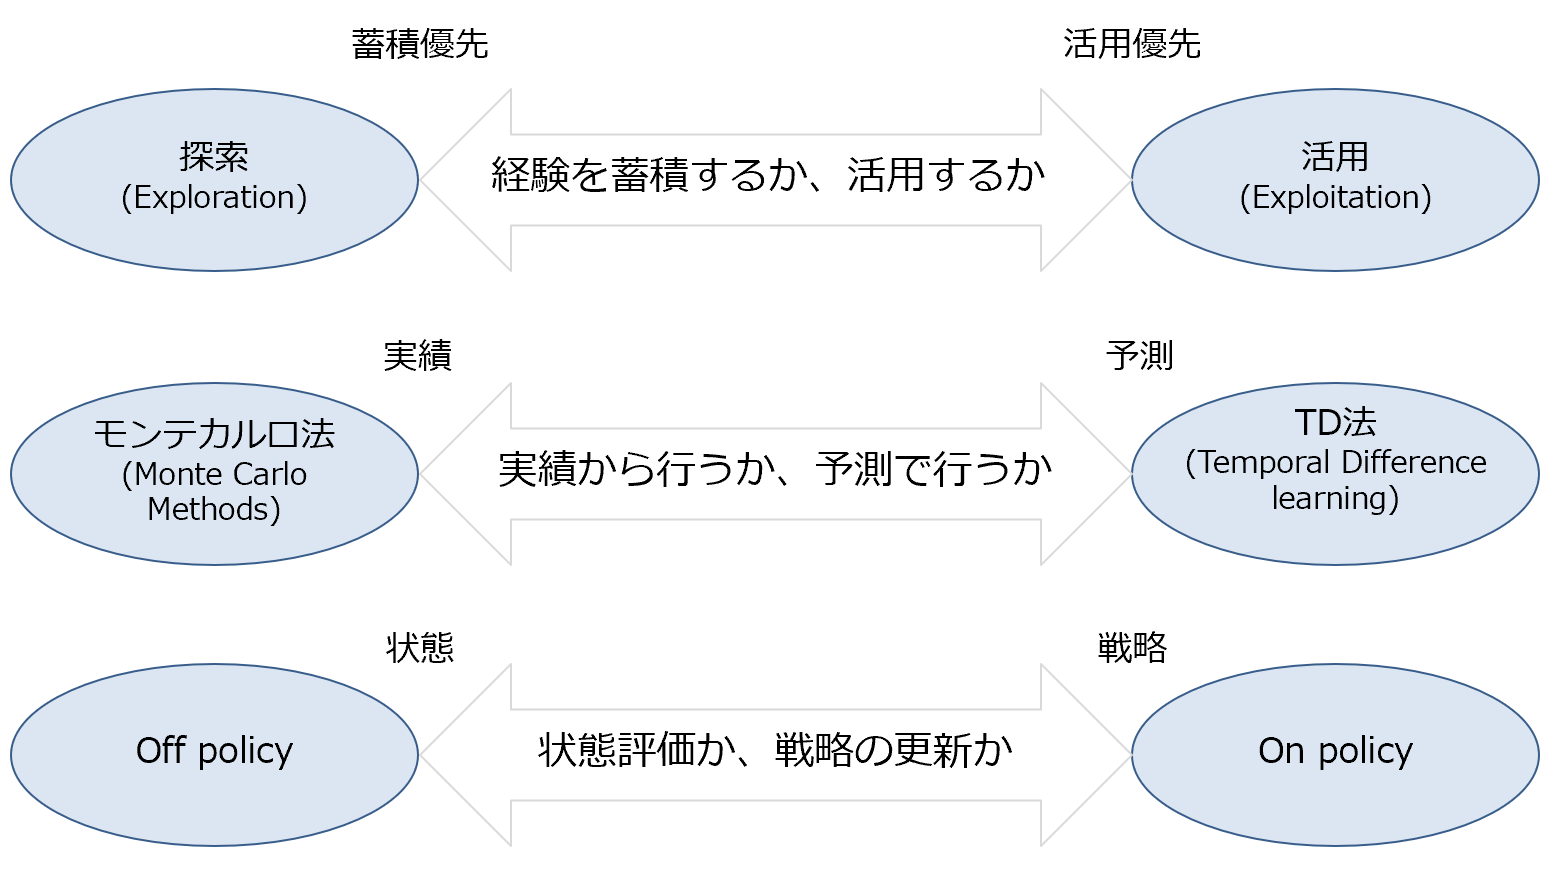 蓄積優先
活用優先
探索
(Exploration)
経験を蓄積するか、活用するか
活用
(Exploitation)
実績
予測
モンテカルロ法
(Monte Carlo
Methods)
実績から行うか、予測で行うか
TD法
(Temporal Difference
learning)
状態
戦略
Off policy
状態評価か、戦略の更新か
On policy